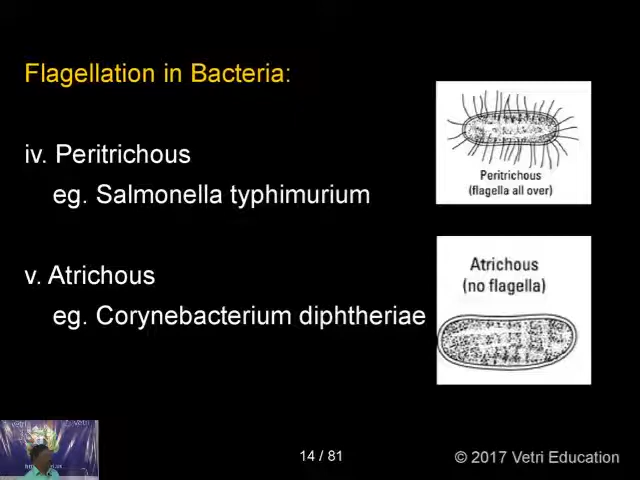 Flagellation in Bacteria:
iv. Peritrichous
eg. Salmonella typhimurium
Peritrichous
(flagella all over)
v. Atrichous
eg. Corynebacterium diphtheriae
Atrichous
(no flagella)
14 / 81
© 2017 Vetri Education